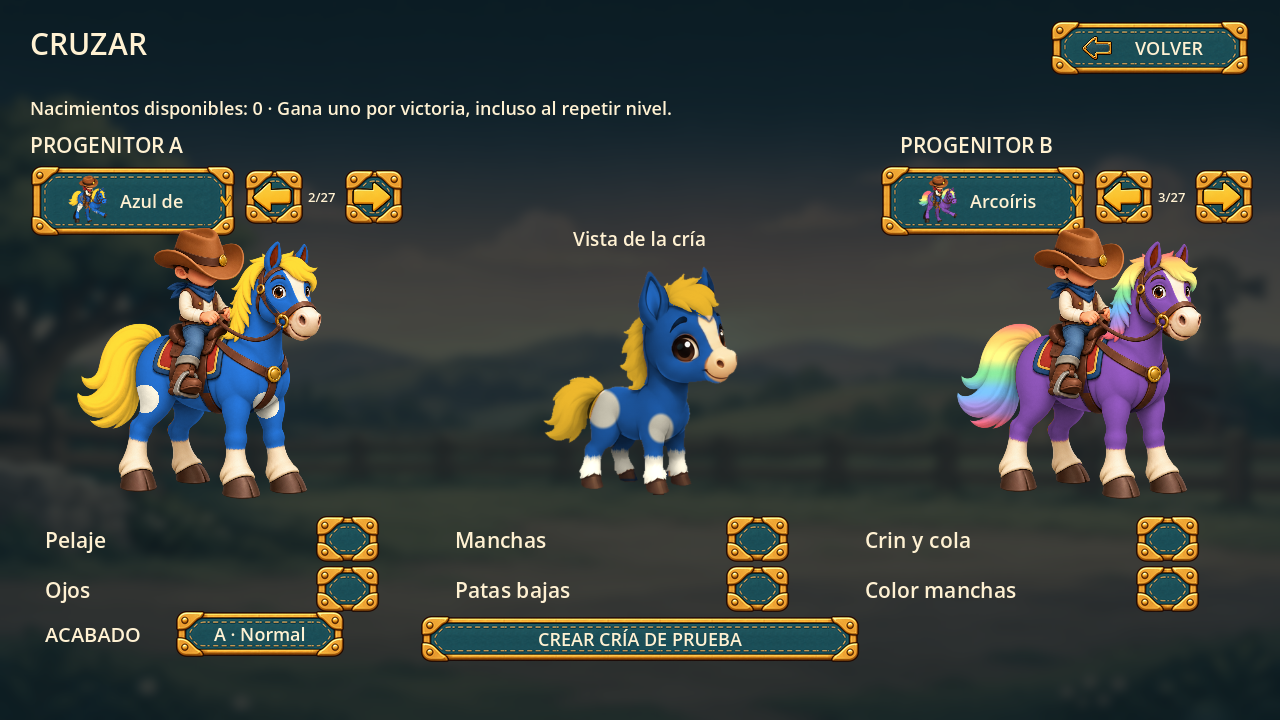 CRUZAR
VOLVER
Nacimientos disponibles: 0 · Gana uno por victoria, incluso al repetir nivel.
PROGENITOR A
PROGENITOR B
Azul de
2/27
Arcoíris
3/27
Vista de la cría
Pelaje
Manchas
Crin y cola
Ojos
Patas bajas
Color manchas
ACABADO
A · Normal
CREAR CRÍA DE PRUEBA